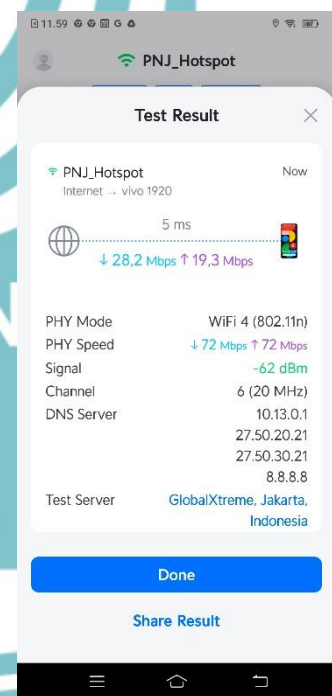 11.59
PNJ_Hotspot
Test Result
PNJ_Hotspot Now
Internet → vivo 1920
5 ms
↓ 28,2 Mbps ↑ 19,3 Mbps
PHY Mode WiFi 4 (802.11n)
PHY Speed ↓ 72 Mbps ↑ 72 Mbps
Signal -62 dBm
Channel 6 (20 MHz)
DNS Server 10.13.0.1
27.50.20.21
27.50.30.21
8.8.8.8
Test Server GlobalXtreme, Jakarta,
Indonesia
Done
Share Result